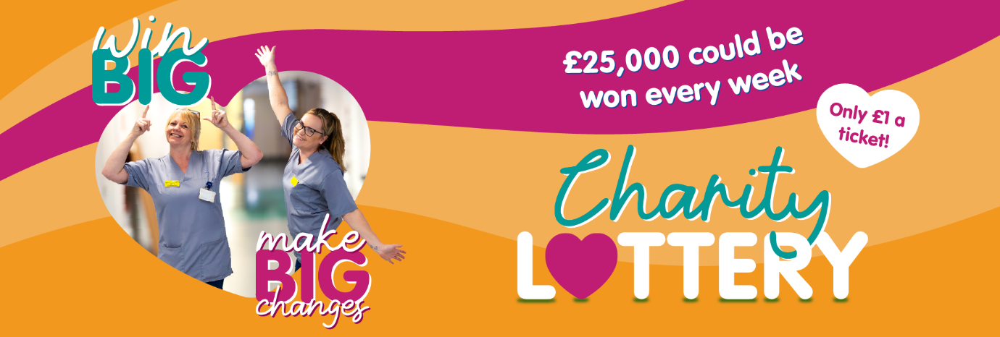 win
BIG
make
BIG
changes
£25,000 could be
won every week
Only £1 a
ticket!
Charity
LOTTERY